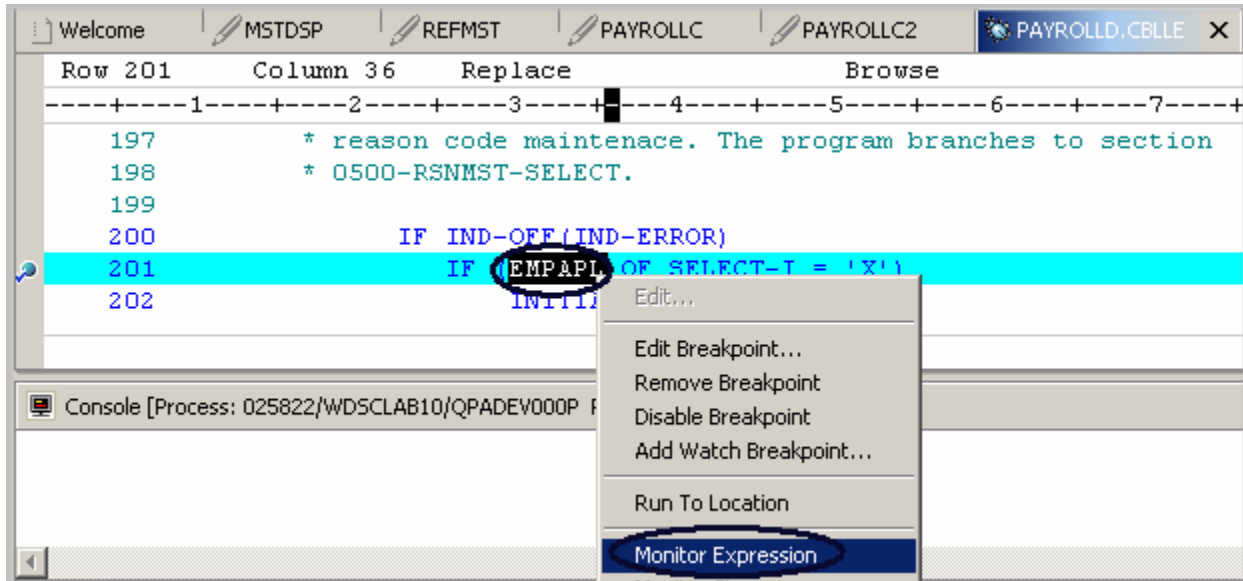 Welcome MSTDSP REFMST PAYROLLC PAYROLLC2 PAYROLLD.CBLLE
Row 201 Column 36 Replace Browse
----+----1----+----2----+----3----+----4----+----5----+----6----+----7----+
197 * reason code maintenace. The program branches to section
198 * 0500-RSNMST-SELECT.
199
200 IF IND-OFF(IND-ERROR)
201 IF (EMPAPL OF SELECT-I = 'X')
202
Edit...
Edit Breakpoint...
Remove Breakpoint
Disable Breakpoint
Add Watch Breakpoint...
Run To Location
Monitor Expression
Console [Process: 025822/WDSCLAB10/QPADEV000P